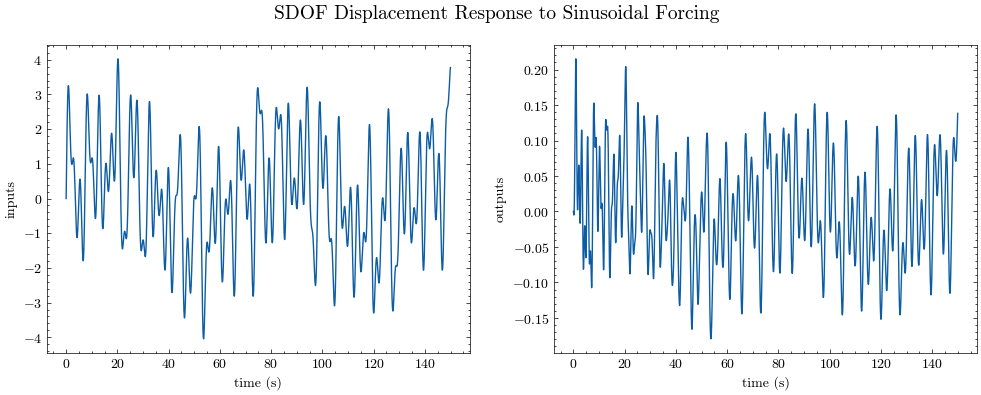 SDOF Displacement Response to Sinusoidal Forcing
inputs
4
3
2
1
0
−1
−2
−3
−4
0 20 40 60 80 100 120 140
time (s)
outputs
0.20
0.15
0.10
0.05
0.00
−0.05
−0.10
−0.15
0 20 40 60 80 100 120 140
time (s)